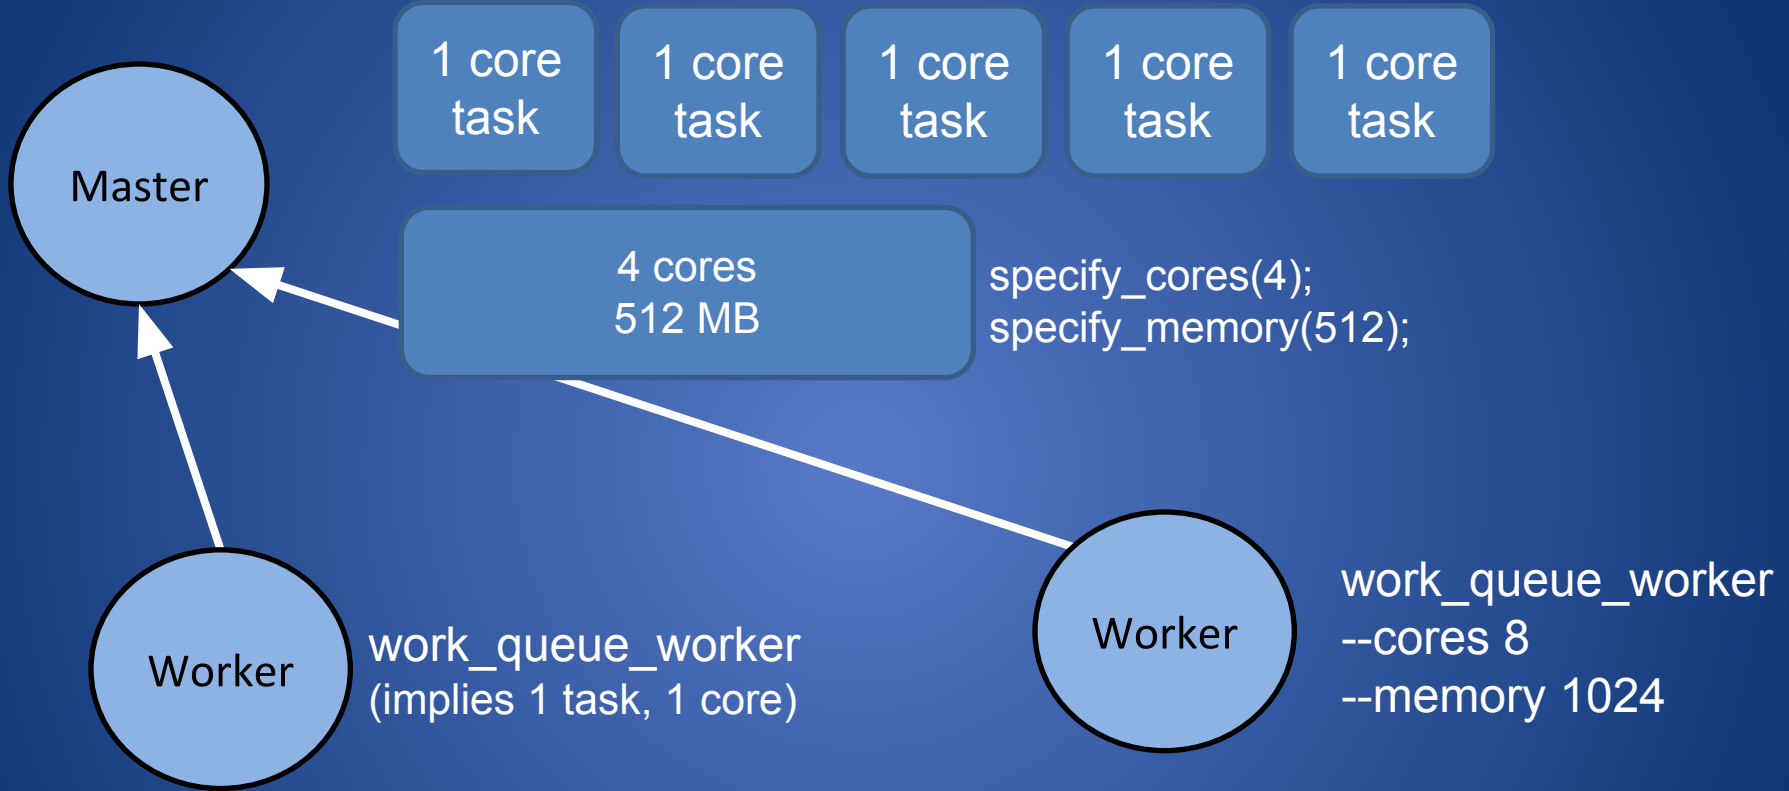 1 core
task
1 core
task
1 core
task
1 core
task
1 core
task
Master
4 cores
512 MB
specify_cores(4);
specify_memory(512);
Worker
work_queue_worker
(implies 1 task, 1 core)
Worker
work_queue_worker
--cores 8
--memory 1024